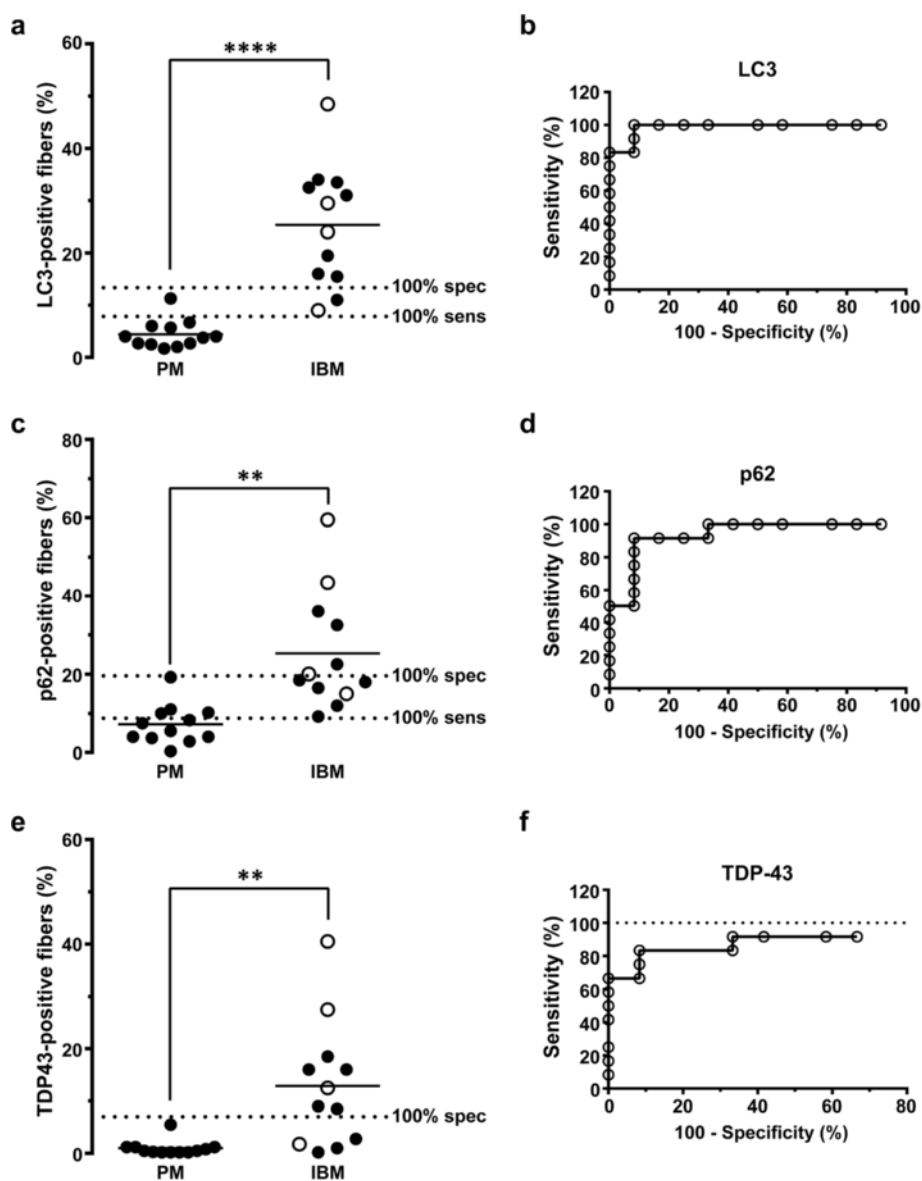 a
60
40
20
0
LC3-positive fibers (%)
****
100% spec
100% sens
PM
IBM
b
LC3
120
100
80
60
40
20
0
Sensitivity (%)
0 20 40 60 80 100
100 - Specificity (%)
c
80
60
40
20
0
p62-positive fibers (%)
**
100% spec
100% sens
PM
IBM
d
p62
120
100
80
60
40
20
0
Sensitivity (%)
0 20 40 60 80 100
100 - Specificity (%)
e
60
40
20
0
TDP43-positive fibers (%)
**
100% spec
PM
IBM
f
TDP-43
120
100
80
60
40
20
0
Sensitivity (%)
0 20 40 60 80
100 - Specificity (%)